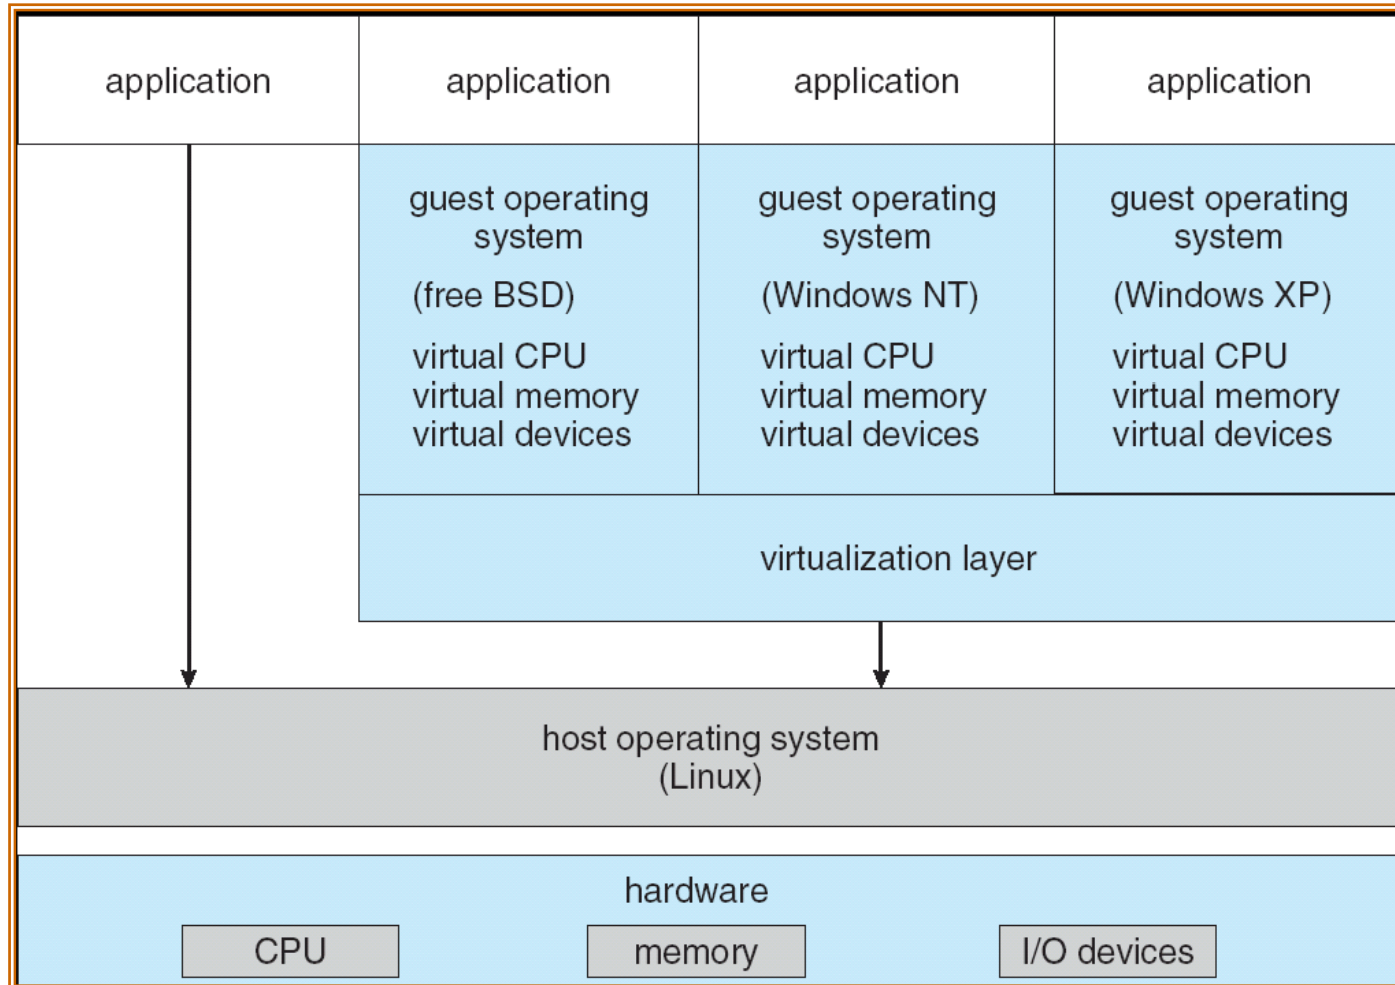 application
application
application
application
guest operating
system
(free BSD)
virtual CPU
virtual memory
virtual devices
guest operating
system
(Windows NT)
virtual CPU
virtual memory
virtual devices
guest operating
system
(Windows XP)
virtual CPU
virtual memory
virtual devices
virtualization layer
host operating system
(Linux)
hardware
CPU
memory
I/O devices